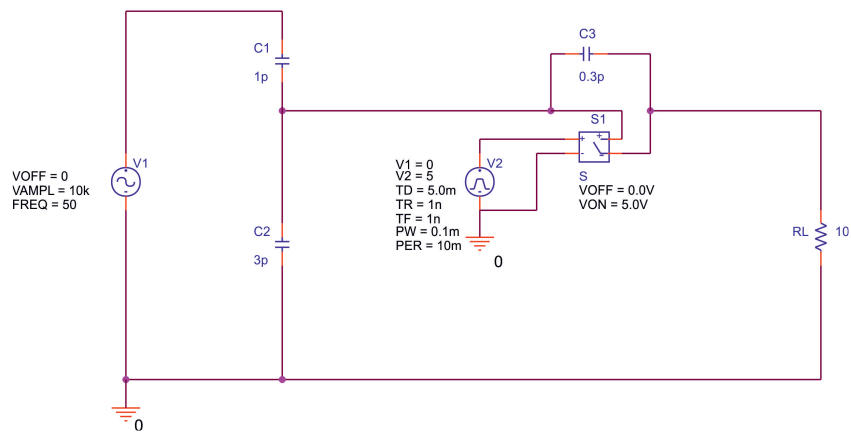 C1
1p
V1
VOFF = 0
VAMPL = 10k
FREQ = 50
C2
3p
0
C3
0.3p
S1
S
VOFF = 0.0V
VON = 5.0V
V2
V1 = 0
V2 = 5
TD = 5.0m
TR = 1n
TF = 1n
PW = 0.1m
PER = 10m
0
RL 10